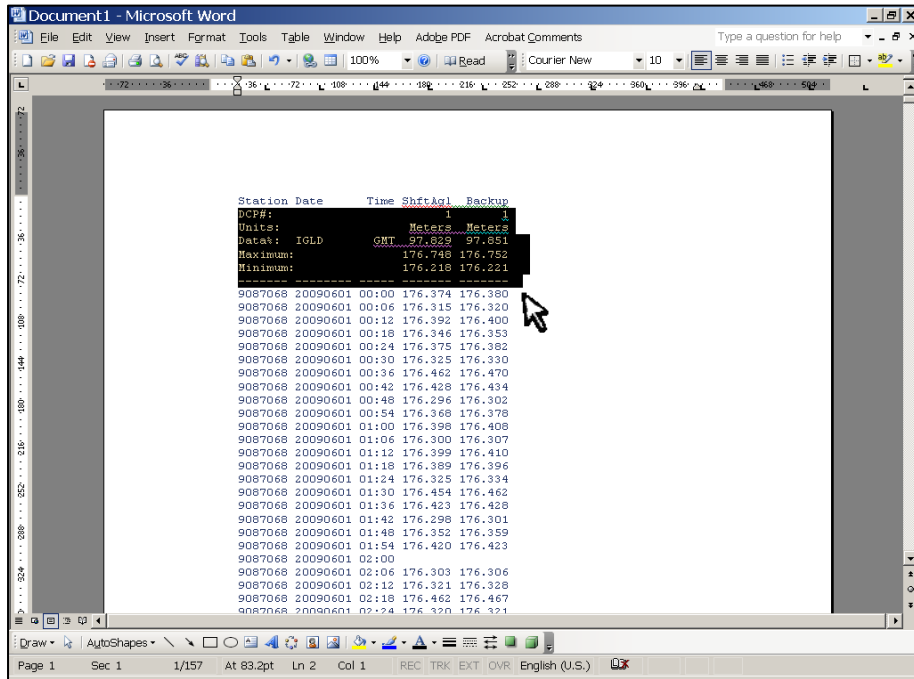 Document1 - Microsoft Word
File Edit View Insert Format Tools Table Window Help Adobe PDF Acrobat Comments Type a question for help
100% Read Courier New 10
Station Date Time ShftAgl Backup
DCP#: 1 1
Units: Meters Meters
Data%: IGLD GMT 97.829 97.851
Maximum: 176.748 176.752
Minimum: 176.218 176.221
------- -------- ----- ------- -------
9087068 20090601 00:00 176.374 176.380
9087068 20090601 00:06 176.315 176.320
9087068 20090601 00:12 176.392 176.400
9087068 20090601 00:18 176.346 176.353
9087068 20090601 00:24 176.375 176.382
9087068 20090601 00:30 176.325 176.330
9087068 20090601 00:36 176.462 176.470
9087068 20090601 00:42 176.428 176.434
9087068 20090601 00:48 176.296 176.302
9087068 20090601 00:54 176.368 176.378
9087068 20090601 01:00 176.398 176.408
9087068 20090601 01:06 176.300 176.307
9087068 20090601 01:12 176.399 176.410
9087068 20090601 01:18 176.389 176.396
9087068 20090601 01:24 176.325 176.334
9087068 20090601 01:30 176.454 176.462
9087068 20090601 01:36 176.423 176.428
9087068 20090601 01:42 176.298 176.301
9087068 20090601 01:48 176.352 176.359
9087068 20090601 01:54 176.420 176.423
9087068 20090601 02:00
9087068 20090601 02:06 176.303 176.306
9087068 20090601 02:12 176.321 176.328
9087068 20090601 02:18 176.462 176.467
9087068 20090601 02:24 176.320 176.321
Draw AutoShapes
Page 1 Sec 1 1/157 At 83.2pt Ln 2 Col 1 REC TRK EXT OVR English (U.S.)